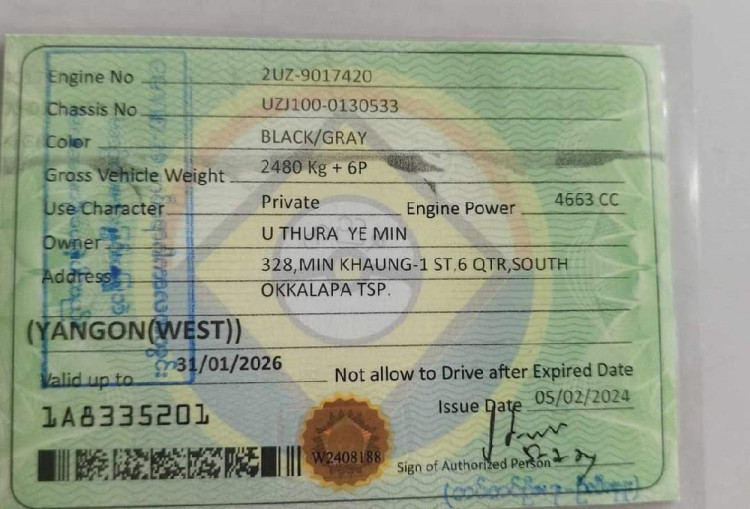 Engine No 2UZ-9017420
Chassis No UZJ100-0130533
Color BLACK/GRAY
Gross Vehicle Weight 2480 Kg + 6P
Use Character Private Engine Power 4663 CC
Owner U THURA YE MIN
Address 328,MIN KHAUNG-1 ST.6 QTR,SOUTH
OKKALAPA TSP.
(YANGON(WEST))
Valid up to 31/01/2026 Not allow to Drive after Expired Date
Issue Date 05/02/2024
1A8335201
W2408188
Sign of Authorized Person